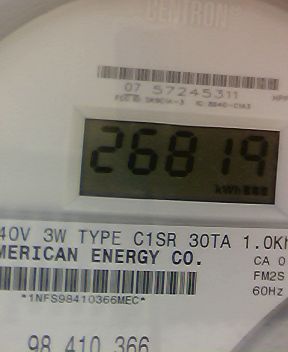 CENTRON®
07 57245311
26819
kWh
40V 3W TYPE C1SR 30TA 1.0Kh
MERICAN ENERGY CO.
CA 0
FM2S
*1NFS98410366MEC*
60Hz
98 410 366